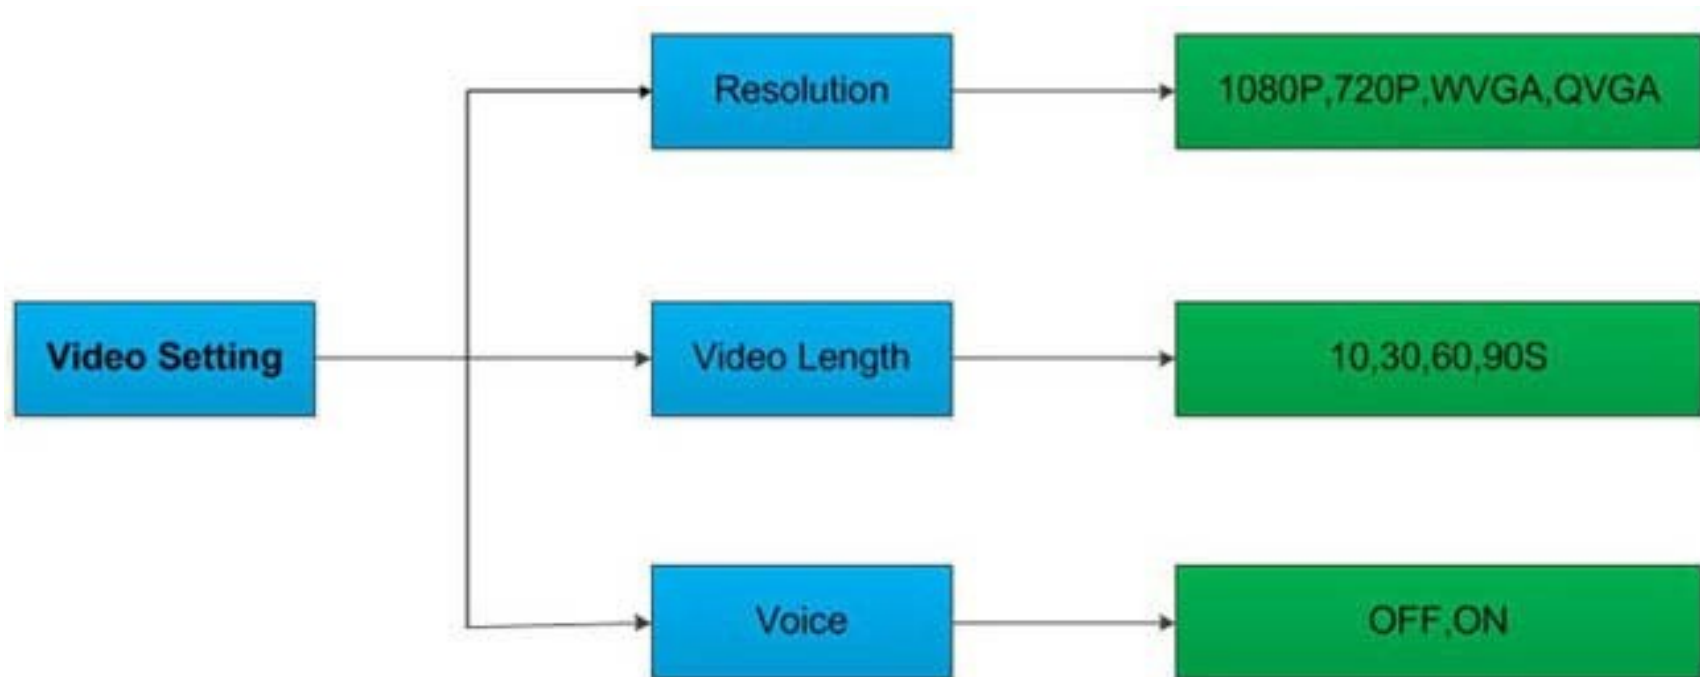 Resolution
1080P,720P,WVGA,QVGA
Video Setting
Video Length
10,30,60,90S
Voice
OFF,ON